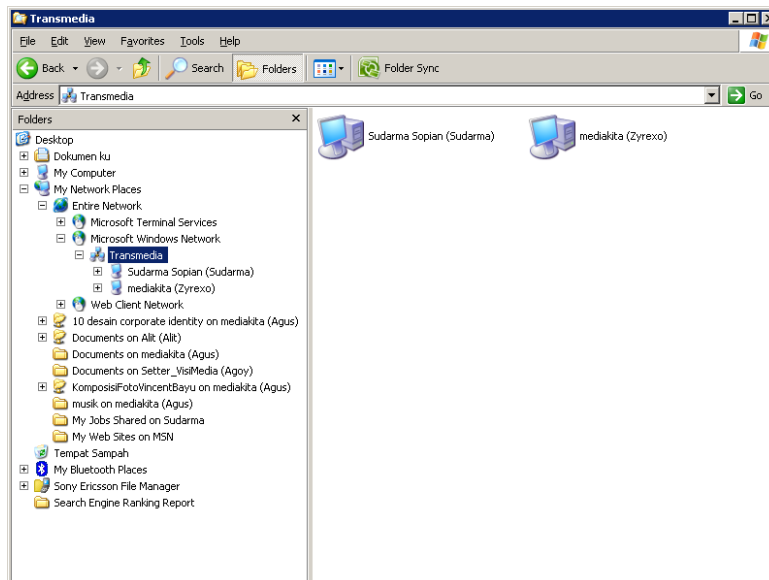 Transmedia
File Edit View Favorites Tools Help
Back Search Folders Folder Sync
Address Transmedia Go
Folders
Desktop
Dokumen ku
My Computer
My Network Places
Entire Network
Microsoft Terminal Services
Microsoft Windows Network
Transmedia
Sudarma Sopian (Sudarma)
mediakita (Zyrexo)
Web Client Network
10 desain corporate identity on mediakita (Agus)
Documents on Alit (Alit)
Documents on mediakita (Agus)
Documents on Setter_VisiMedia (Agoy)
KomposisiFotoVincentBayu on mediakita (Agus)
musik on mediakita (Agus)
My Jobs Shared on Sudarma
My Web Sites on MSN
Tempat Sampah
My Bluetooth Places
Sony Ericsson File Manager
Search Engine Ranking Report
Sudarma Sopian (Sudarma)
mediakita (Zyrexo)